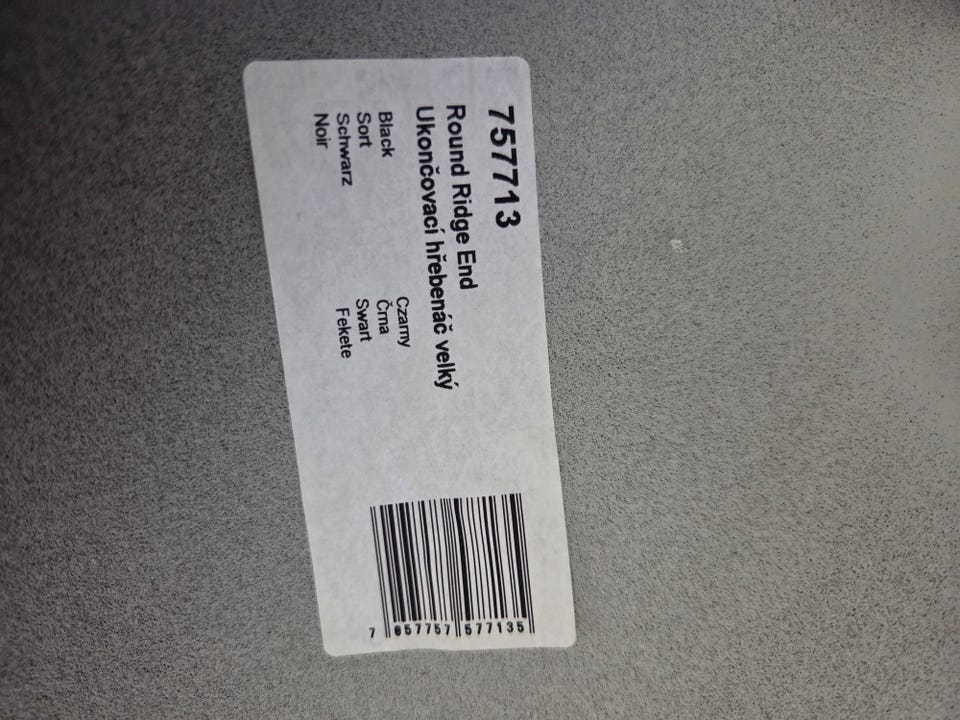 757713
Round Ridge End
Ukončovací hřebenáč velký
Black
Sort
Schwarz
Noir
Czarny
Črna
Swart
Fekete
7 657757 577135